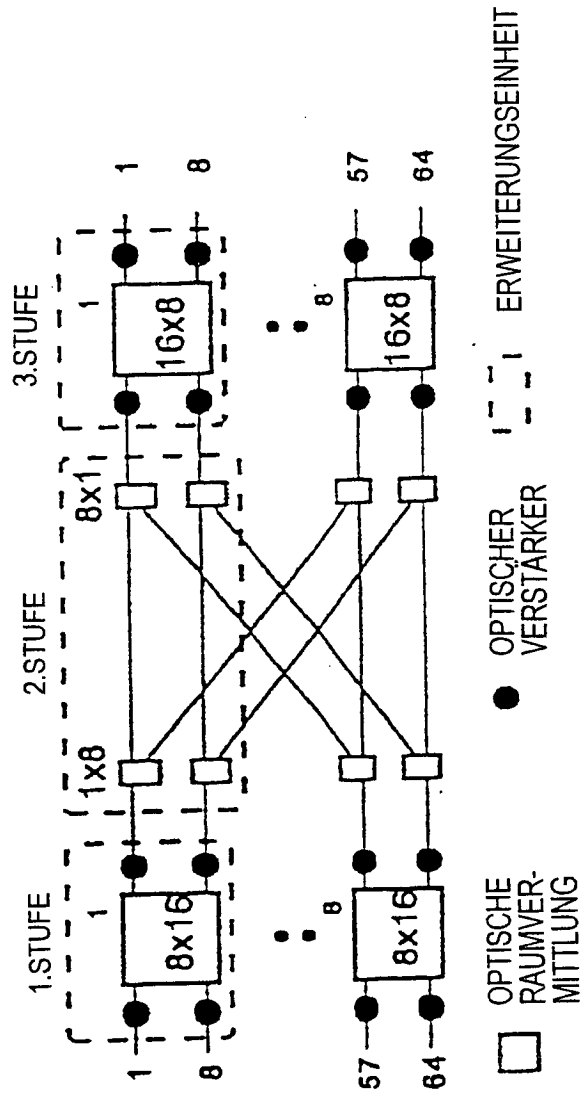 1.STUFE
2.STUFE
3.STUFE
1
8x16
1x8
8x1
1
16x8
1
8
1
8
8
8x16
8
16x8
57
64
57
64
OPTISCHE
RAUMVER-
MITTLUNG
OPTISCHER
VERSTÄRKER
ERWEITERUNGSEINHEIT